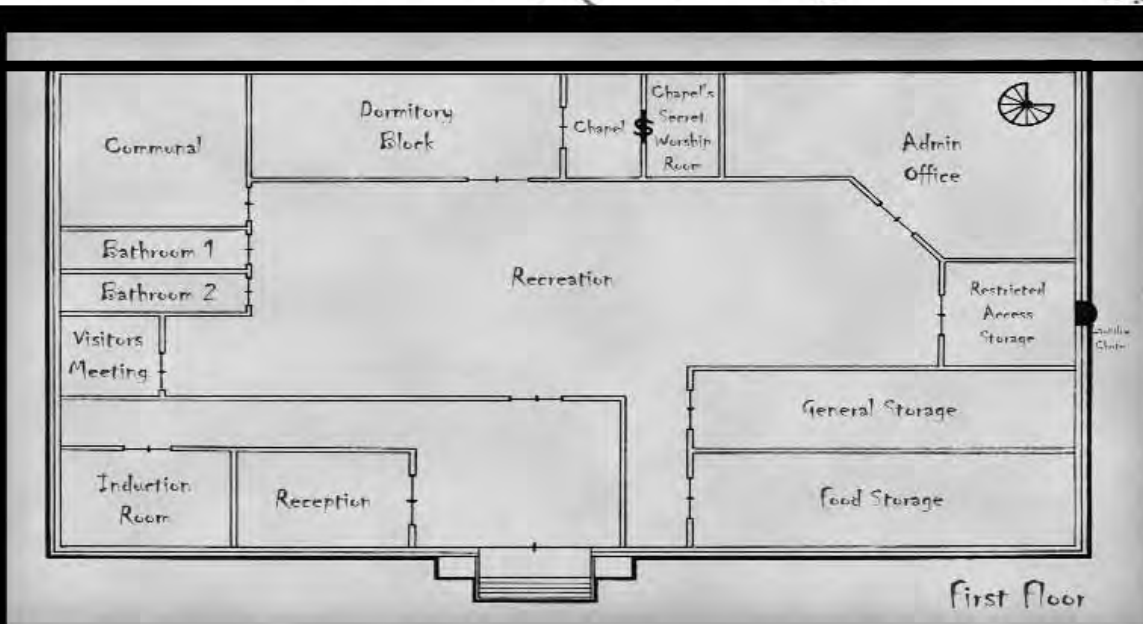 Communal
Dormitory
Block
Chapel
$
Chapel's
Secret
Worship
Room
Admin
Office
Bathroom 1
Bathroom 2
Recreation
Visitors
Meeting
Restricted
Access
Storage
General Storage
Induction
Room
Reception
Food Storage
First Floor